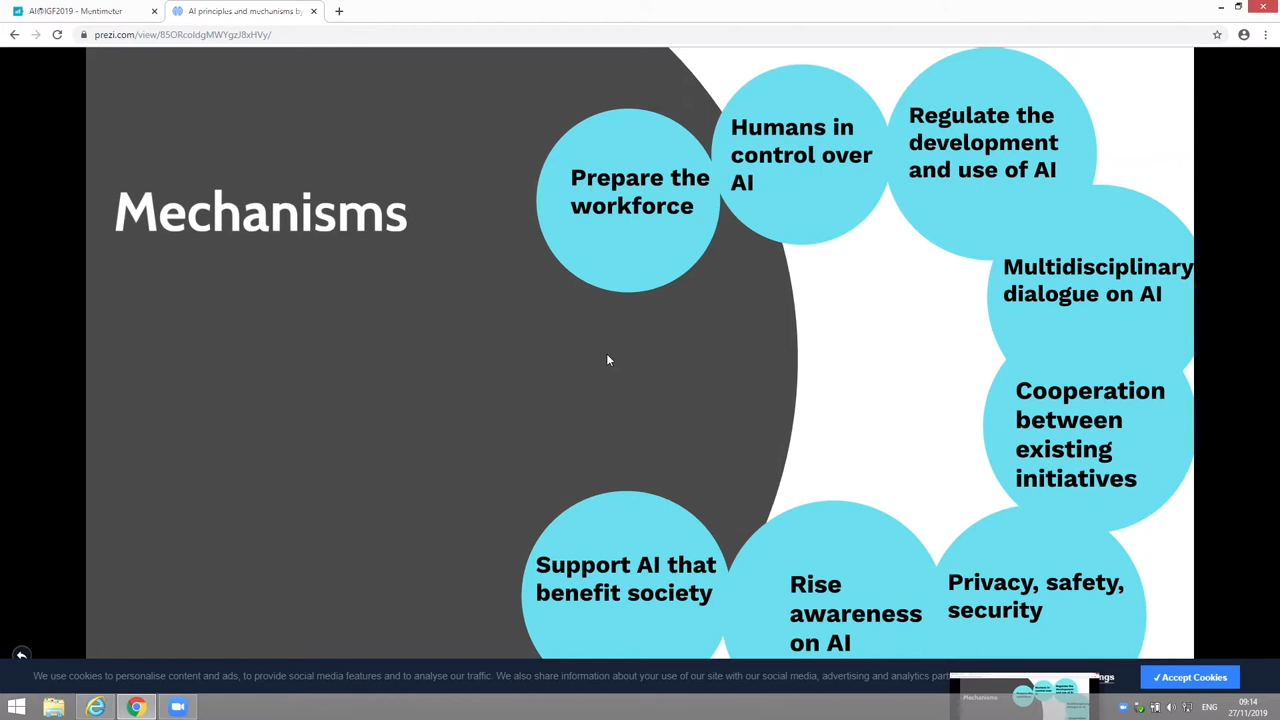 AI@IGF2019 - Mentimeter
AI principles and mechanisms by
prezi.com/view/85ORcoIdgMWYgzJ8xHVy/
Mechanisms
Prepare the
workforce
Humans in
control over
AI
Regulate the
development
and use of AI
Multidisciplinary
dialogue on AI
Cooperation
between
existing
initiatives
Privacy, safety,
security
Rise
awareness
on AI
Support AI that
benefit society
We use cookies to personalise content and ads, to provide social media features and to analyse our traffic. We also share information about your use of our site with our social media, advertising and analytics
✓ Accept Cookies
Mechanisms
ENG
09:14
27/11/2019